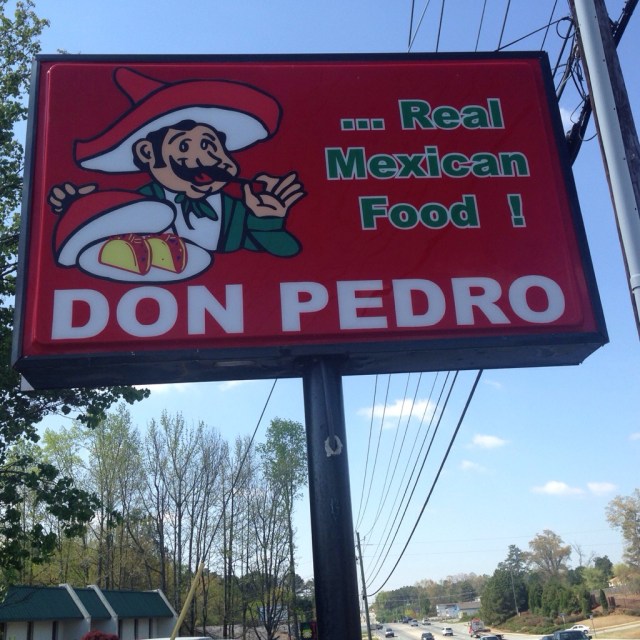 ... Real
Mexican
Food !
DON PEDRO